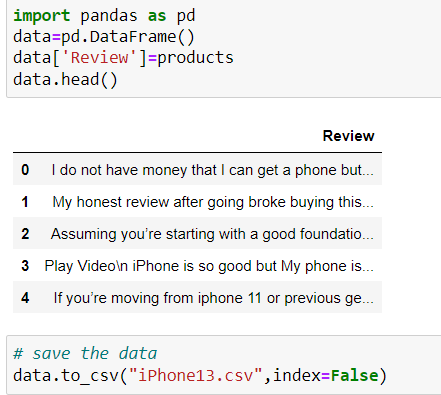 import pandas as pd
data=pd.DataFrame()
data['Review']=products
data.head()
Review
0 I do not have money that I can get a phone but...
1 My honest review after going broke buying this...
2 Assuming you’re starting with a good foundatio...
3 Play Video\n iPhone is so good but My phone is...
4 If you’re moving from iphone 11 or previous ge...
# save the data
data.to_csv("iPhone13.csv",index=False)